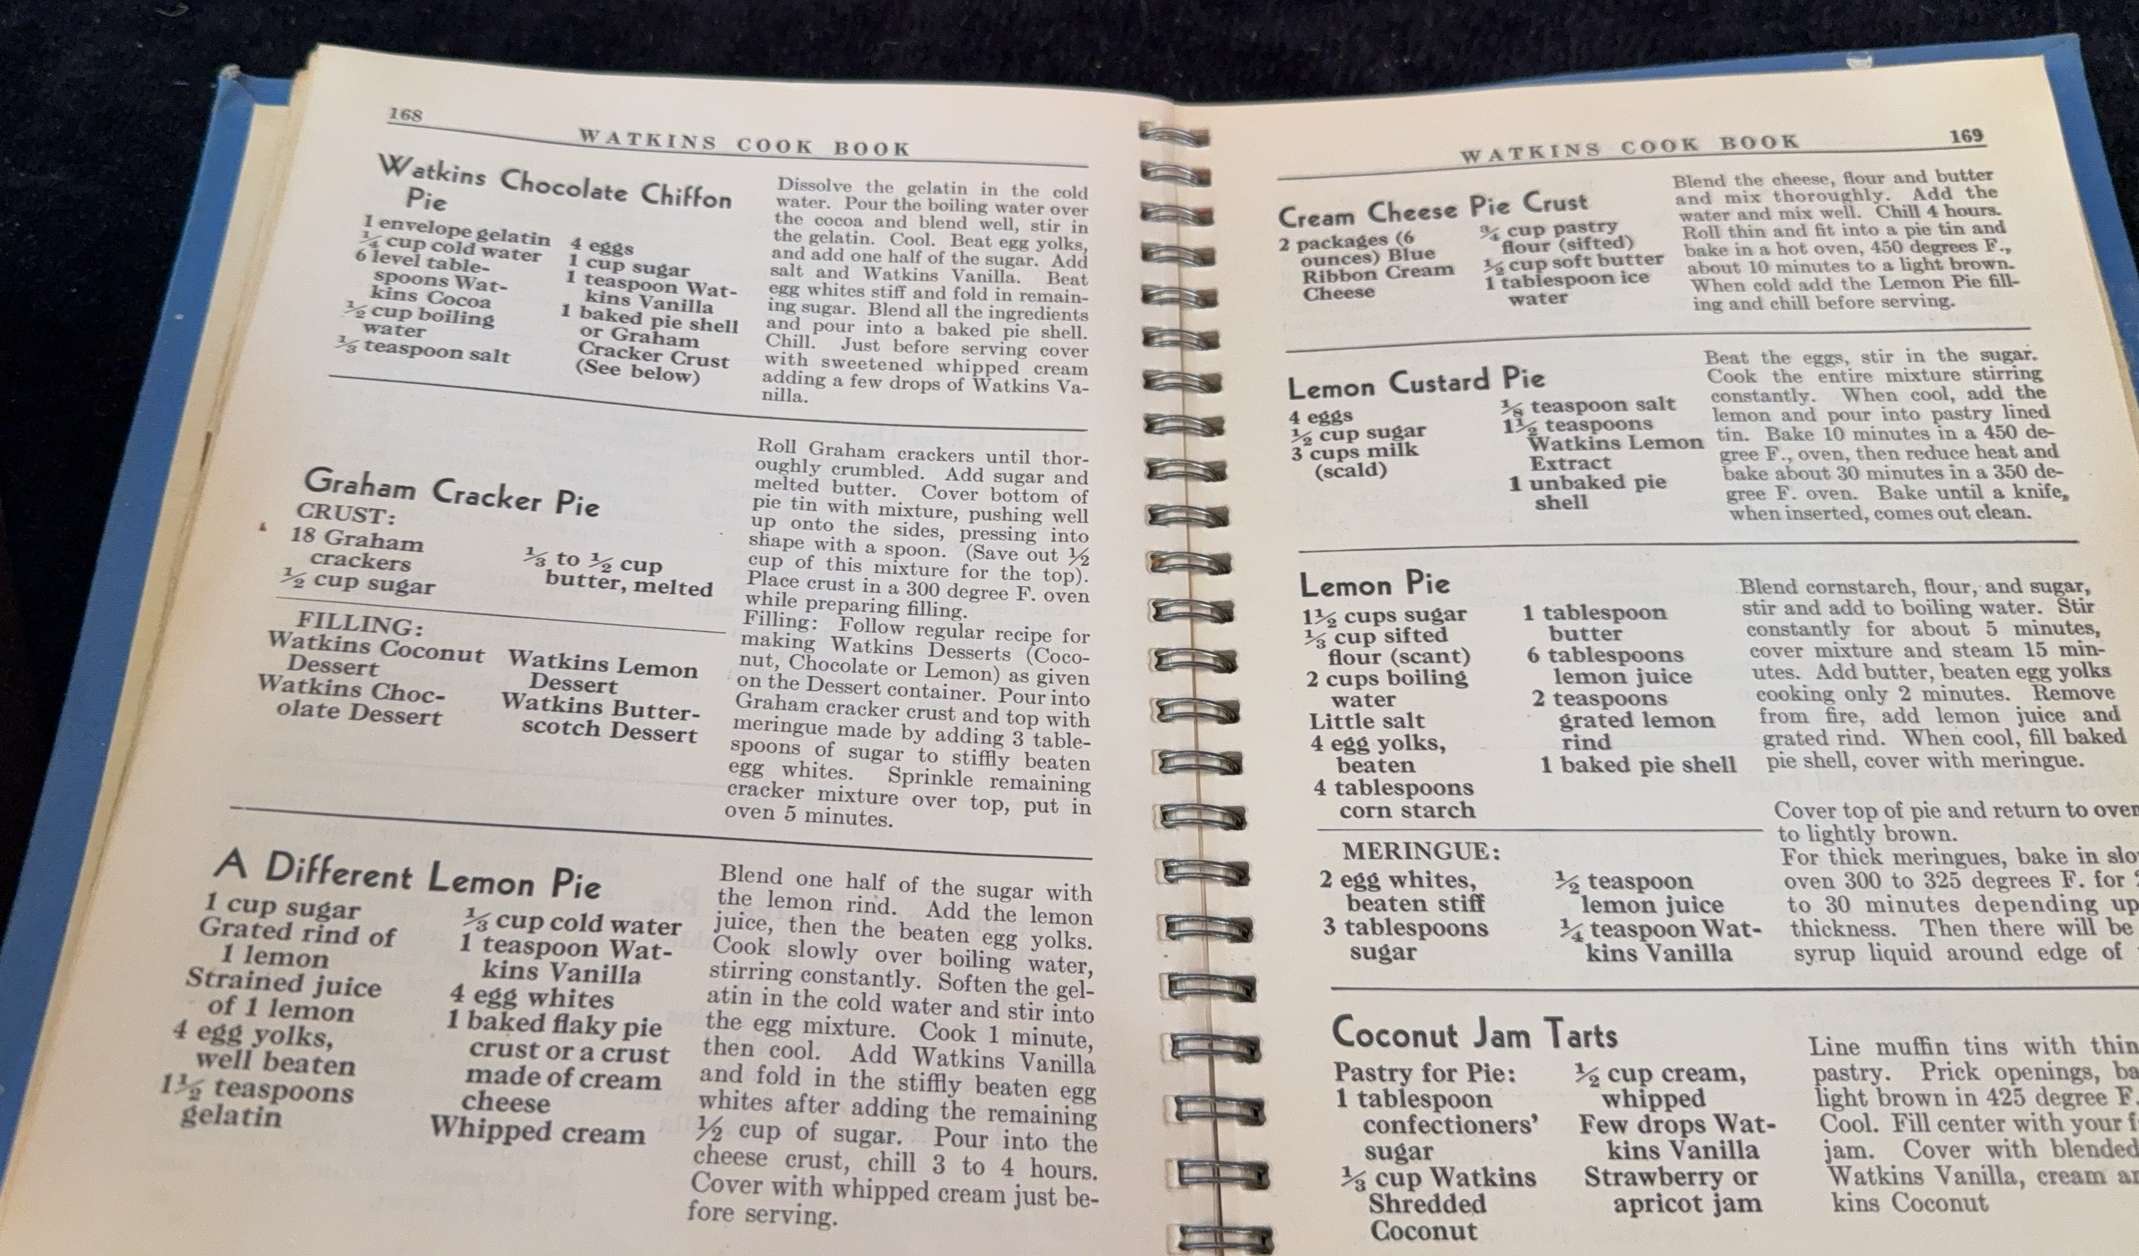 168
WATKINS COOK BOOK
Watkins Chocolate Chiffon
Pie
1 envelope gelatin
¼ cup cold water
6 level table-
spoons Wat-
kins Cocoa
½ cup boiling
water
⅓ teaspoon salt
4 eggs
1 cup sugar
1 teaspoon Wat-
kins Vanilla
1 baked pie shell
or Graham
Cracker Crust
(See below)
Dissolve the gelatin in the cold
water. Pour the boiling water over
the cocoa and blend well, stir in
the gelatin. Cool. Beat egg yolks,
and add one half of the sugar. Add
salt and Watkins Vanilla. Beat
egg whites stiff and fold in remain-
ing sugar. Blend all the ingredients
and pour into a baked pie shell.
Chill. Just before serving cover
with sweetened whipped cream
adding a few drops of Watkins Va-
nilla.
Graham Cracker Pie
CRUST:
18 Graham
crackers
½ cup sugar
⅓ to ½ cup
butter, melted
FILLING:
Watkins Coconut
Dessert
Watkins Choc-
olate Dessert
Watkins Lemon
Dessert
Watkins Butter-
scotch Dessert
Roll Graham crackers until thor-
oughly crumbled. Add sugar and
melted butter. Cover bottom of
pie tin with mixture, pushing well
up onto the sides, pressing into
shape with a spoon. (Save out ½
cup of this mixture for the top).
Place crust in a 300 degree F. oven
while preparing filling.
Filling: Follow regular recipe for
making Watkins Desserts (Coco-
nut, Chocolate or Lemon) as given
on the Dessert container. Pour into
Graham cracker crust and top with
meringue made by adding 3 table-
spoons of sugar to stiffly beaten
egg whites. Sprinkle remaining
cracker mixture over top, put in
oven 5 minutes.
A Different Lemon Pie
1 cup sugar
Grated rind of
1 lemon
Strained juice
of 1 lemon
4 egg yolks,
well beaten
1½ teaspoons
gelatin
⅓ cup cold water
1 teaspoon Wat-
kins Vanilla
4 egg whites
1 baked flaky pie
crust or a crust
made of cream
cheese
Whipped cream
Blend one half of the sugar with
the lemon rind. Add the lemon
juice, then the beaten egg yolks.
Cook slowly over boiling water,
stirring constantly. Soften the gel-
atin in the cold water and stir into
the egg mixture. Cook 1 minute,
then cool. Add Watkins Vanilla
and fold in the stiffly beaten egg
whites after adding the remaining
½ cup of sugar. Pour into the
cheese crust, chill 3 to 4 hours.
Cover with whipped cream just be-
fore serving.
WATKINS COOK BOOK
169
Cream Cheese Pie Crust
2 packages (6
ounces) Blue
Ribbon Cream
Cheese
¾ cup pastry
flour (sifted)
½ cup soft butter
1 tablespoon ice
water
Blend the cheese, flour and butter
and mix thoroughly. Add the
water and mix well. Chill 4 hours.
Roll thin and fit into a pie tin and
bake in a hot oven, 450 degrees F.,
about 10 minutes to a light brown.
When cold add the Lemon Pie fill-
ing and chill before serving.
Lemon Custard Pie
4 eggs
½ cup sugar
3 cups milk
(scald)
⅛ teaspoon salt
1½ teaspoons
Watkins Lemon
Extract
1 unbaked pie
shell
Beat the eggs, stir in the sugar.
Cook the entire mixture stirring
constantly. When cool, add the
lemon and pour into pastry lined
tin. Bake 10 minutes in a 450 de-
gree F., oven, then reduce heat and
bake about 30 minutes in a 350 de-
gree F. oven. Bake until a knife,
when inserted, comes out clean.
Lemon Pie
1½ cups sugar
⅓ cup sifted
flour (scant)
2 cups boiling
water
Little salt
4 egg yolks,
beaten
4 tablespoons
corn starch
1 tablespoon
butter
6 tablespoons
lemon juice
2 teaspoons
grated lemon
rind
1 baked pie shell
Blend cornstarch, flour, and sugar,
stir and add to boiling water. Stir
constantly for about 5 minutes,
cover mixture and steam 15 min-
utes. Add butter, beaten egg yolks
cooking only 2 minutes. Remove
from fire, add lemon juice and
grated rind. When cool, fill baked
pie shell, cover with meringue.
MERINGUE:
2 egg whites,
beaten stiff
3 tablespoons
sugar
½ teaspoon
lemon juice
¼ teaspoon Wat-
kins Vanilla
Cover top of pie and return to oven
to lightly brown.
For thick meringues, bake in slo
oven 300 to 325 degrees F. for
to 30 minutes depending up
thickness. Then there will be
syrup liquid around edge of
Coconut Jam Tarts
Pastry for Pie:
1 tablespoon
confectioners'
sugar
⅓ cup Watkins
Shredded
Coconut
½ cup cream,
whipped
Few drops Wat-
kins Vanilla
Strawberry or
apricot jam
Line muffin tins with thin
pastry. Prick openings, ba
light brown in 425 degree F.
Cool. Fill center with your f
jam. Cover with blended
Watkins Vanilla, cream an
kins Coconut